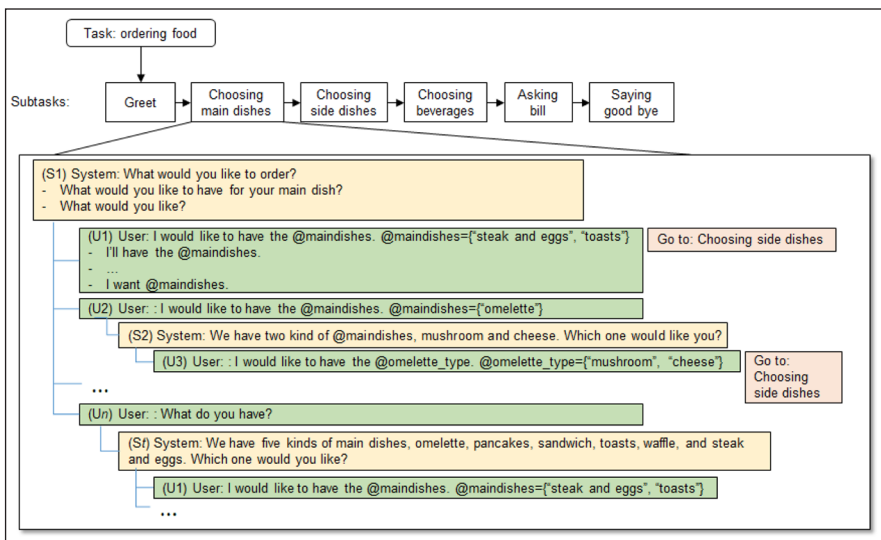 Task: ordering food
Subtasks:
Greet
Choosing
main dishes
Choosing
side dishes
Choosing
beverages
Asking
bill
Saying
good bye
(S1) System: What would you like to order?
- What would you like to have for your main dish?
- What would you like?
(U1) User: I would like to have the @maindishes. @maindishes={“steak and eggs”, “toasts”}
- I’ll have the @maindishes.
- …
- I want @maindishes.
Go to: Choosing side dishes
(U2) User: : I would like to have the @maindishes. @maindishes={“omelette”}
(S2) System: We have two kind of @maindishes, mushroom and cheese. Which one would like you?
(U3) User: : I would like to have the @omelette_type. @omelette_type={“mushroom”, “cheese”}
Go to:
Choosing
side dishes
…
(Un) User: : What do you have?
(St) System: We have five kinds of main dishes, omelette, pancakes, sandwich, toasts, waffle, and steak
and eggs. Which one would you like?
(U1) User: I would like to have the @maindishes. @maindishes={“steak and eggs”, “toasts”}
…